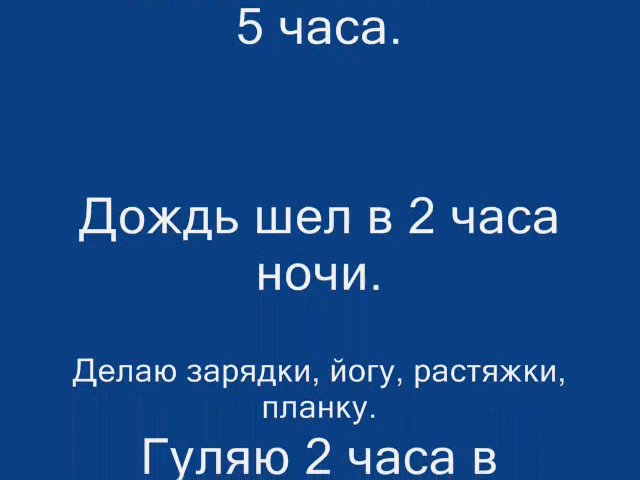 5 часа.
Дождь шел в 2 часа
ночи.
Делаю зарядки, йогу, растяжки,
планку.
Гуляю 2 часа в